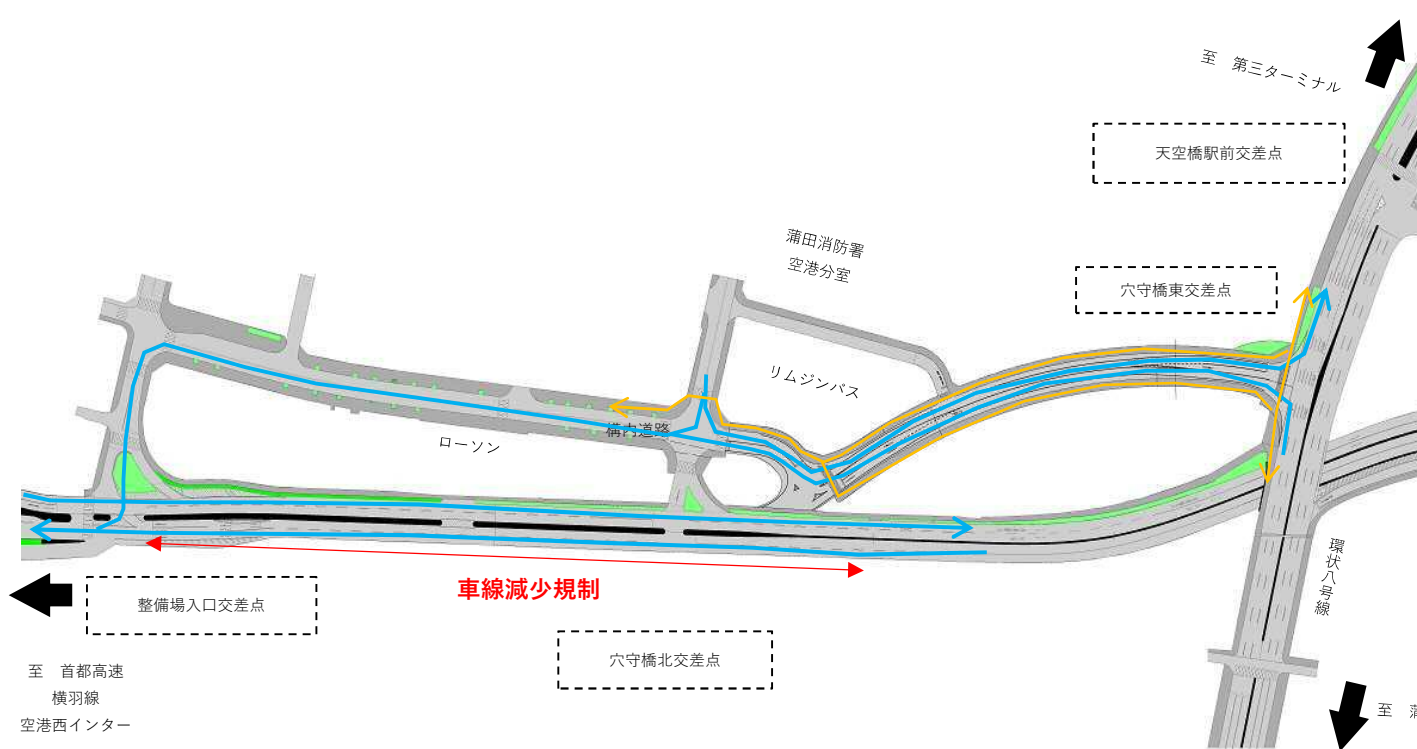 至　第三ターミナル
天空橋駅前交差点
蒲田消防署
空港分室
穴守橋東交差点
リムジンバス
構内道路
ローソン
車線減少規制
環状八号線
整備場入口交差点
穴守橋北交差点
至　首都高速
横羽線
空港西インター
至